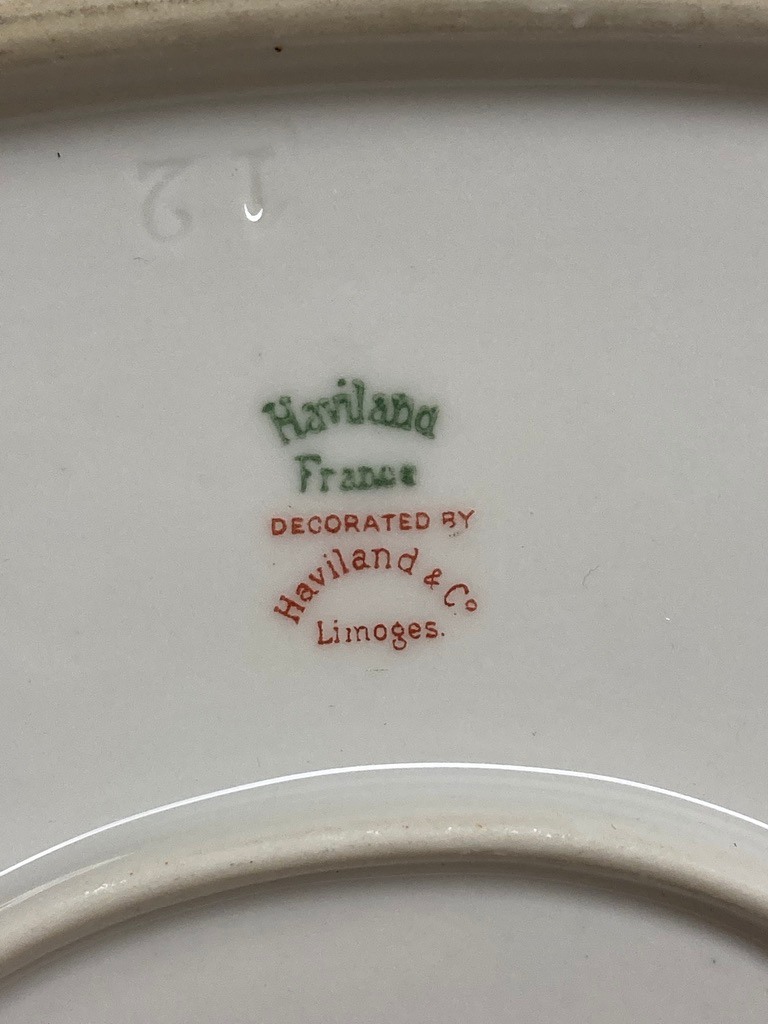 12
Haviland
France
DECORATED BY
Haviland & Co
Limoges.